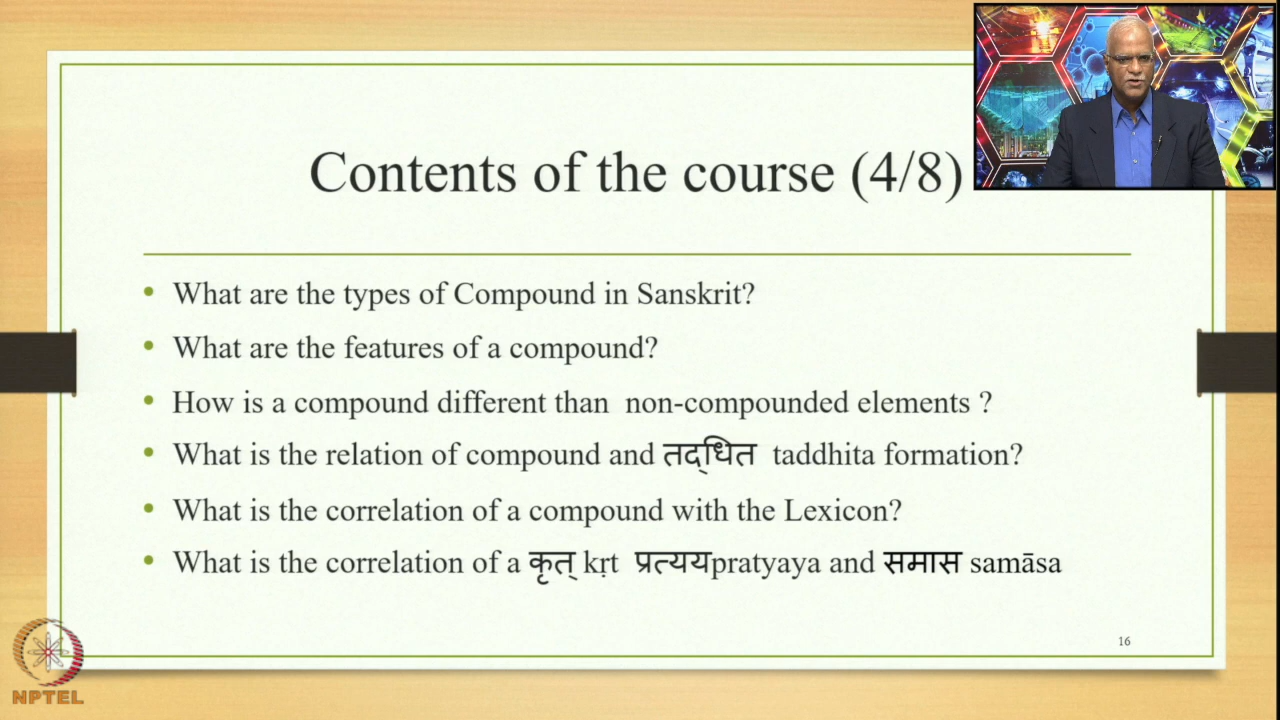 Contents of the course (4/8)
• What are the types of Compound in Sanskrit?
• What are the features of a compound?
• How is a compound different than non-compounded elements ?
• What is the relation of compound and तद्‌धित taddhita formation?
• What is the correlation of a compound with the Lexicon?
• What is the correlation of a कृत् kṛt प्रत्ययpratyaya and समास samāsa
16
NPTEL